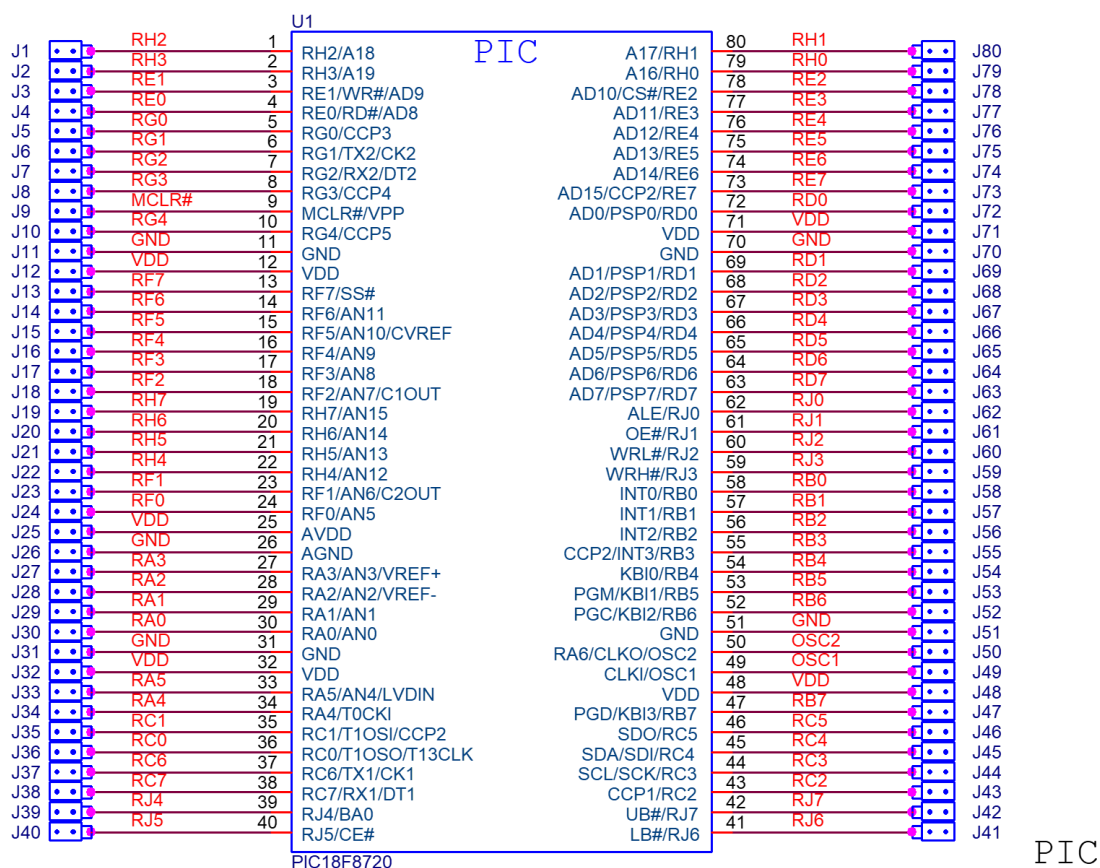 U1
PIC
J1 RH2 1 RH2/A18 A17/RH1 80 RH1 J80
J2 RH3 2 RH3/A19 A16/RH0 79 RH0 J79
J3 RE1 3 RE1/WR#/AD9 AD10/CS#/RE2 78 RE2 J78
J4 RE0 4 RE0/RD#/AD8 AD11/RE3 77 RE3 J77
J5 RG0 5 RG0/CCP3 AD12/RE4 76 RE4 J76
J6 RG1 6 RG1/TX2/CK2 AD13/RE5 75 RE5 J75
J7 RG2 7 RG2/RX2/DT2 AD14/RE6 74 RE6 J74
J8 RG3 8 RG3/CCP4 AD15/CCP2/RE7 73 RE7 J73
J9 MCLR# 9 MCLR#/VPP AD0/PSP0/RD0 72 RD0 J72
J10 RG4 10 RG4/CCP5 VDD 71 VDD J71
J11 GND 11 GND GND 70 GND J70
J12 VDD 12 VDD AD1/PSP1/RD1 69 RD1 J69
J13 RF7 13 RF7/SS# AD2/PSP2/RD2 68 RD2 J68
J14 RF6 14 RF6/AN11 AD3/PSP3/RD3 67 RD3 J67
J15 RF5 15 RF5/AN10/CVREF AD4/PSP4/RD4 66 RD4 J66
J16 RF4 16 RF4/AN9 AD5/PSP5/RD5 65 RD5 J65
J17 RF3 17 RF3/AN8 AD6/PSP6/RD6 64 RD6 J64
J18 RF2 18 RF2/AN7/C1OUT AD7/PSP7/RD7 63 RD7 J63
J19 RH7 19 RH7/AN15 ALE/RJ0 62 RJ0 J62
J20 RH6 20 RH6/AN14 OE#/RJ1 61 RJ1 J61
J21 RH5 21 RH5/AN13 WRL#/RJ2 60 RJ2 J60
J22 RH4 22 RH4/AN12 WRH#/RJ3 59 RJ3 J59
J23 RF1 23 RF1/AN6/C2OUT INT0/RB0 58 RB0 J58
J24 RF0 24 RF0/AN5 INT1/RB1 57 RB1 J57
J25 VDD 25 AVDD INT2/RB2 56 RB2 J56
J26 GND 26 AGND CCP2/INT3/RB3 55 RB3 J55
J27 RA3 27 RA3/AN3/VREF+ KBI0/RB4 54 RB4 J54
J28 RA2 28 RA2/AN2/VREF- PGM/KBI1/RB5 53 RB5 J53
J29 RA1 29 RA1/AN1 PGC/KBI2/RB6 52 RB6 J52
J30 RA0 30 RA0/AN0 GND 51 GND J51
J31 GND 31 GND RA6/CLKO/OSC2 50 OSC2 J50
J32 VDD 32 VDD CLKI/OSC1 49 OSC1 J49
J33 RA5 33 RA5/AN4/LVDIN VDD 48 VDD J48
J34 RA4 34 RA4/T0CKI PGD/KBI3/RB7 47 RB7 J47
J35 RC1 35 RC1/T1OSI/CCP2 SDO/RC5 46 RC5 J46
J36 RC0 36 RC0/T1OSO/T13CLK SDA/SDI/RC4 45 RC4 J45
J37 RC6 37 RC6/TX1/CK1 SCL/SCK/RC3 44 RC3 J44
J38 RC7 38 RC7/RX1/DT1 CCP1/RC2 43 RC2 J43
J39 RJ4 39 RJ4/BA0 UB#/RJ7 42 RJ7 J42
J40 RJ5 40 RJ5/CE# LB#/RJ6 41 RJ6 J41
PIC18F8720
PIC